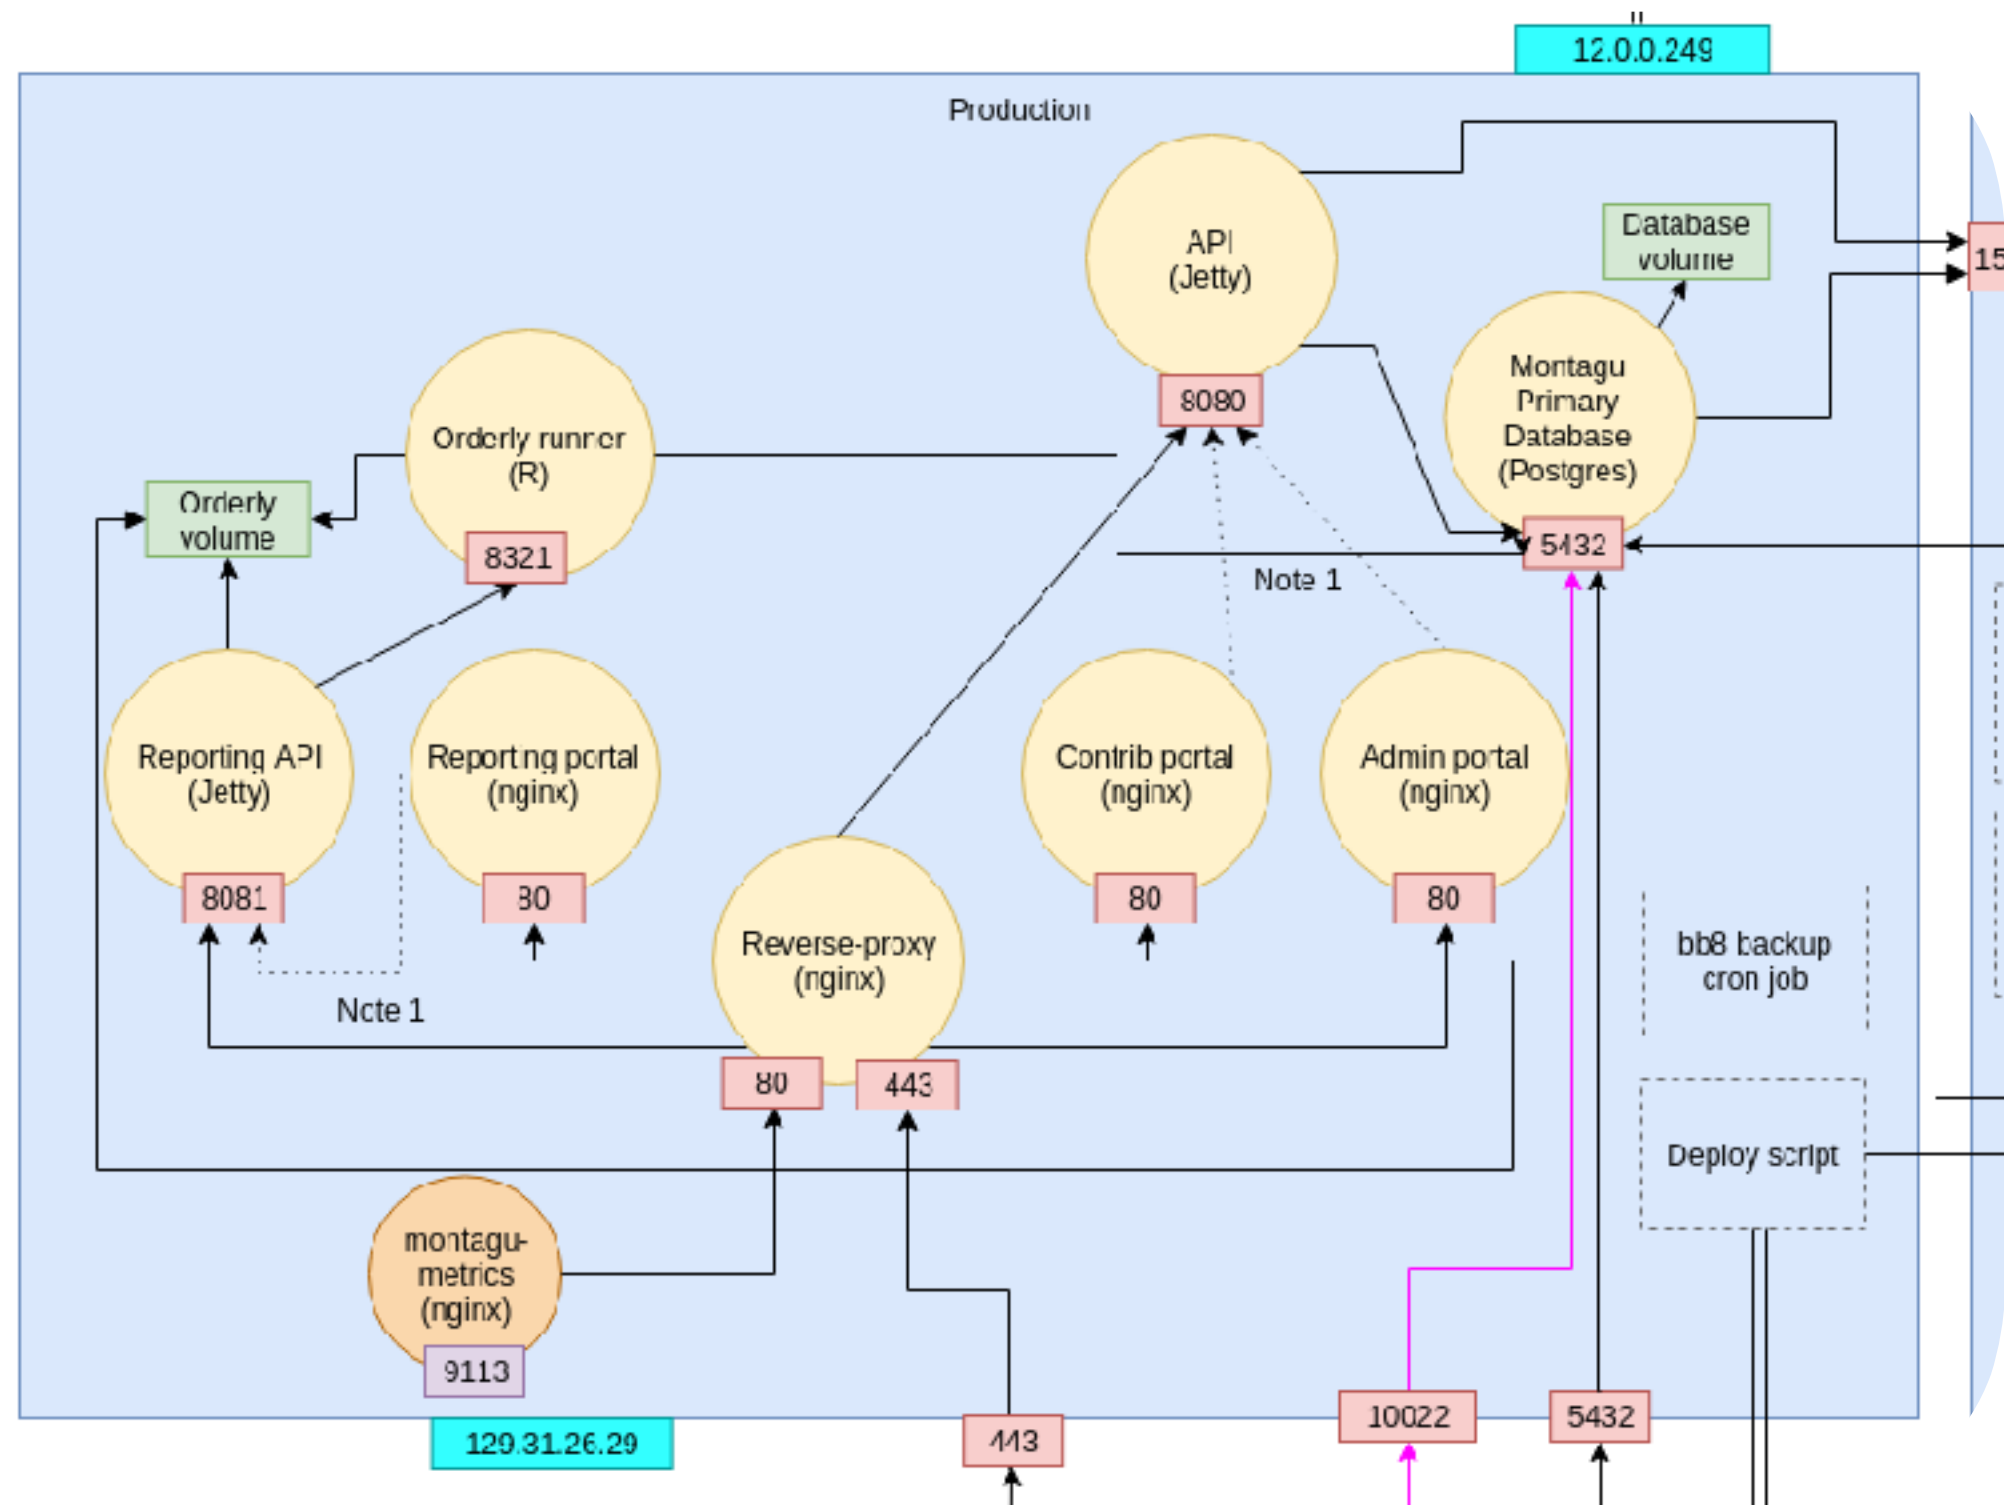 12.0.0.249
Production
API
(Jetty)
8080
Database
volume
15
Montagu
Primary
Database
(Postgres)
5432
Orderly runner
(R)
8321
Orderly
volume
Note 1
Reporting API
(Jetty)
8081
Reporting portal
(nginx)
80
Contrib portal
(nginx)
80
Admin portal
(nginx)
80
Reverse-proxy
(nginx)
80
443
Note 1
bb8 backup
cron job
Deploy script
montagu-
metrics
(nginx)
9113
129.31.26.29
443
10022
5432